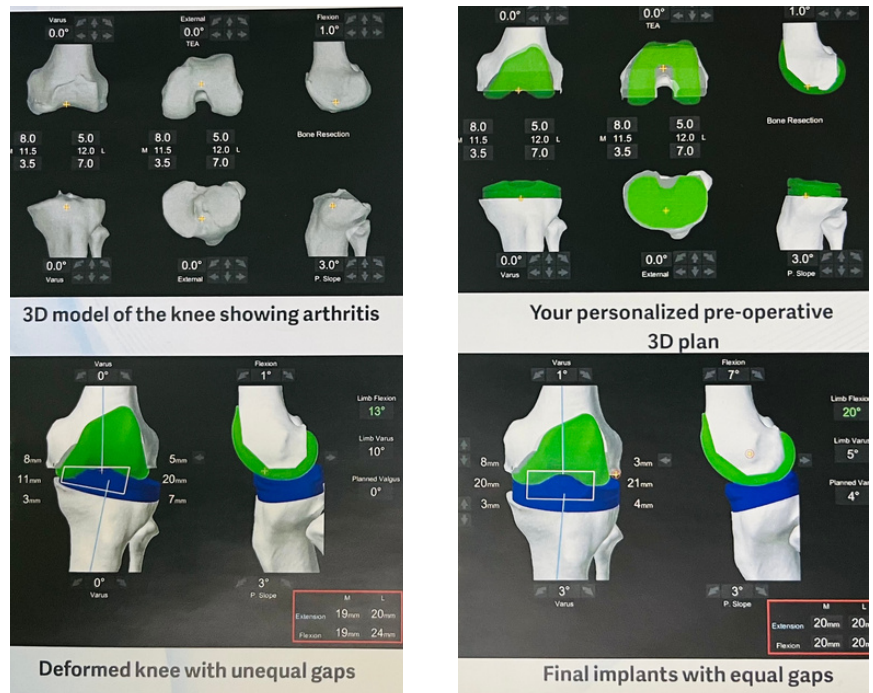 Varus
0.0°
External
0.0°
TEA
Flexion
1.0°
8.0 5.0
M 11.5 12.0 L
3.5 7.0
8.0 5.0
M 11.5 12.0 L
3.5 7.0
Bone Resection
0.0°
Varus
0.0°
External
3.0°
P. Slope
3D model of the knee showing arthritis
0.0°
0.0°
TEA
1.0°
8.0 5.0
M 11.5 12.0 L
3.5 7.0
8.0 5.0
M 11.5 12.0 L
3.5 7.0
Bone Resection
0.0°
Varus
0.0°
External
3.0°
P. Slope
Your personalized pre-operative
3D plan
Varus
0°
Flexion
1°
Limb Flexion
13°
Limb Varus
10°
Planned Valgus
0°
8mm 5mm
11mm 20mm
3mm 7mm
0°
Varus
3°
P. Slope
M L
Extension 19mm 20mm
Flexion 19mm 24mm
Deformed knee with unequal gaps
Varus
1°
Flexion
7°
Limb Flexio
20°
Limb Varus
5°
Planned Va
4°
8mm 3mm
20mm 21mm
3mm 4mm
3°
Varus
3°
P. Slope
M L
Extension 20mm 20m
Flexion 20mm 20m
Final implants with equal gaps